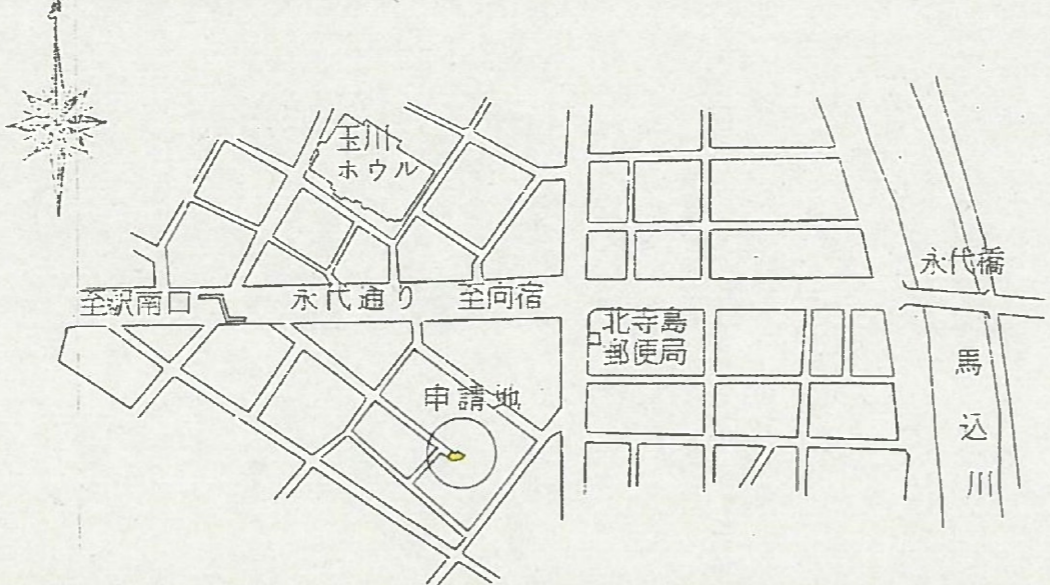 玉川
ホウル
永代橋
至駅南口
永代通り
至向宿
北寺島
郵便局
申請地
馬込川